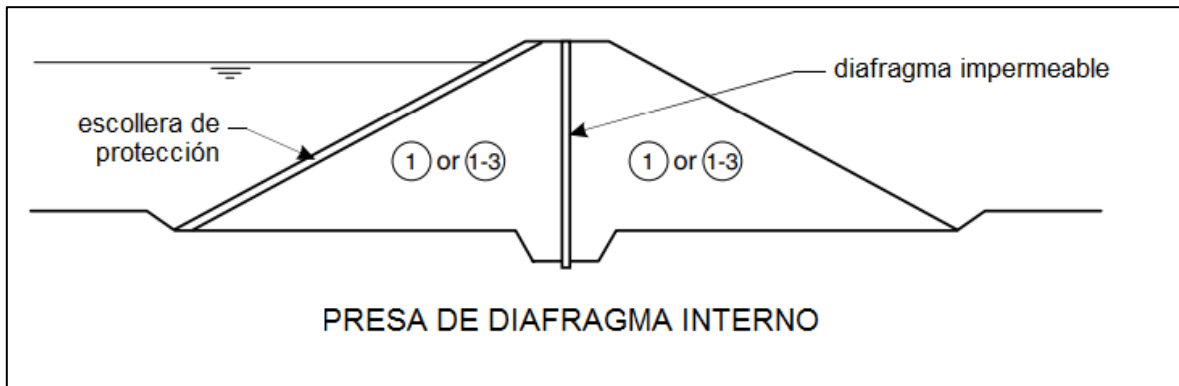 diafragma impermeable
escollera de
protección
1 or 1-3
1 or 1-3
PRESA DE DIAFRAGMA INTERNO